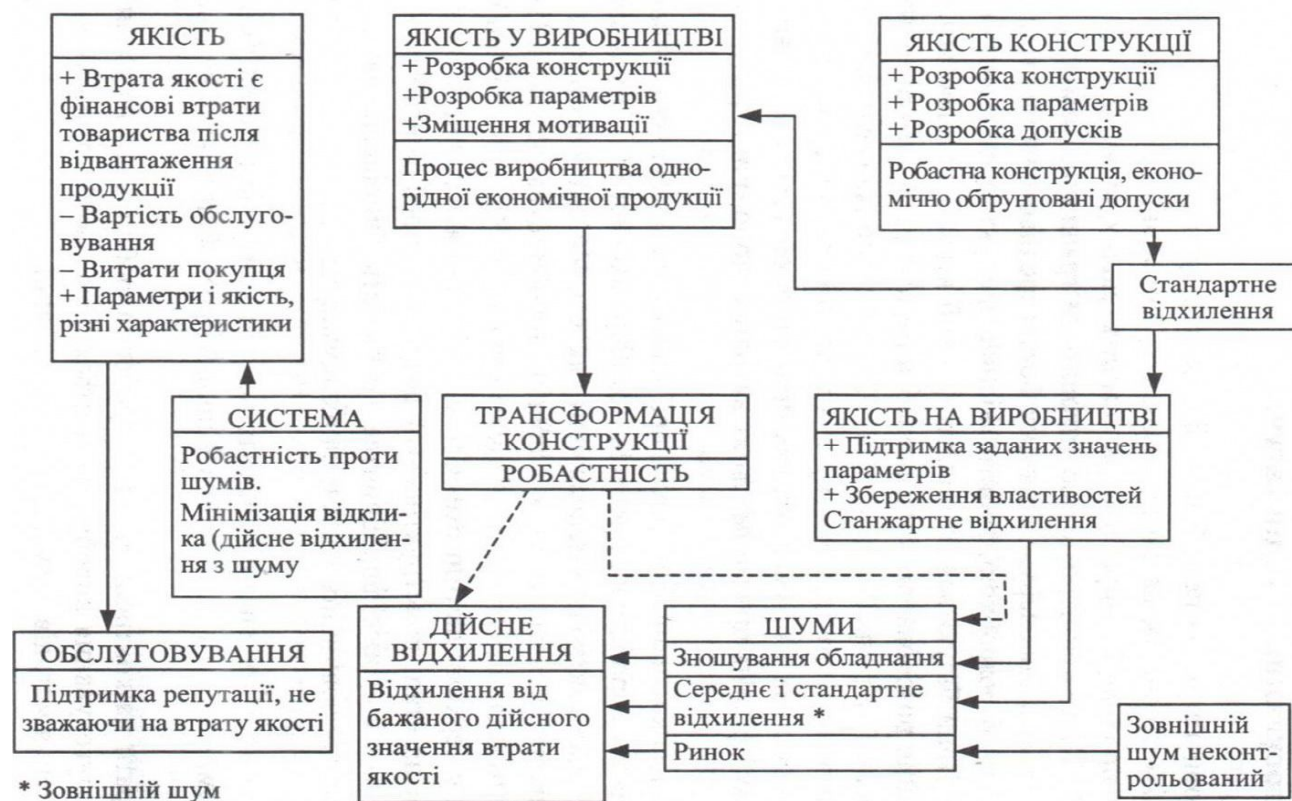 ЯКІСТЬ
+ Втрата якості є
фінансові втрати
товариства після
відвантаження
продукції
– Вартість обслуго-
вування
– Витрати покупця
+ Параметри і якість,
різні характеристики
ЯКІСТЬ У ВИРОБНИЦТВІ
+ Розробка конструкції
+Розробка параметрів
+Зміщення мотивації
Процес виробництва одно-
рідної економічної продукції
ЯКІСТЬ КОНСТРУКЦІЇ
+ Розробка конструкції
+ Розробка параметрів
+ Розробка допусків
Робастна конструкція, еконо-
мічно обґрунтовані допуски
Стандартне
відхилення
СИСТЕМА
Робастність проти
шумів.
Мінімізація відкли-
ка (дійсне відхилен-
ня з шуму
ТРАНСФОРМАЦІЯ
КОНСТРУКЦІЇ
РОБАСТНІСТЬ
ЯКІСТЬ НА ВИРОБНИЦТВІ
+ Підтримка заданих значень
параметрів
+ Збереження властивостей
Станжартне відхилення
ОБСЛУГОВУВАННЯ
Підтримка репутації, не
зважаючи на втрату якості
ДІЙСНЕ
ВІДХИЛЕННЯ
Відхилення від
бажаного дійсного
значення втрати
якості
ШУМИ
Зношування обладнання
Середнє і стандартне
відхилення *
Ринок
Зовнішній
шум неконт-
рольований
* Зовнішній шум